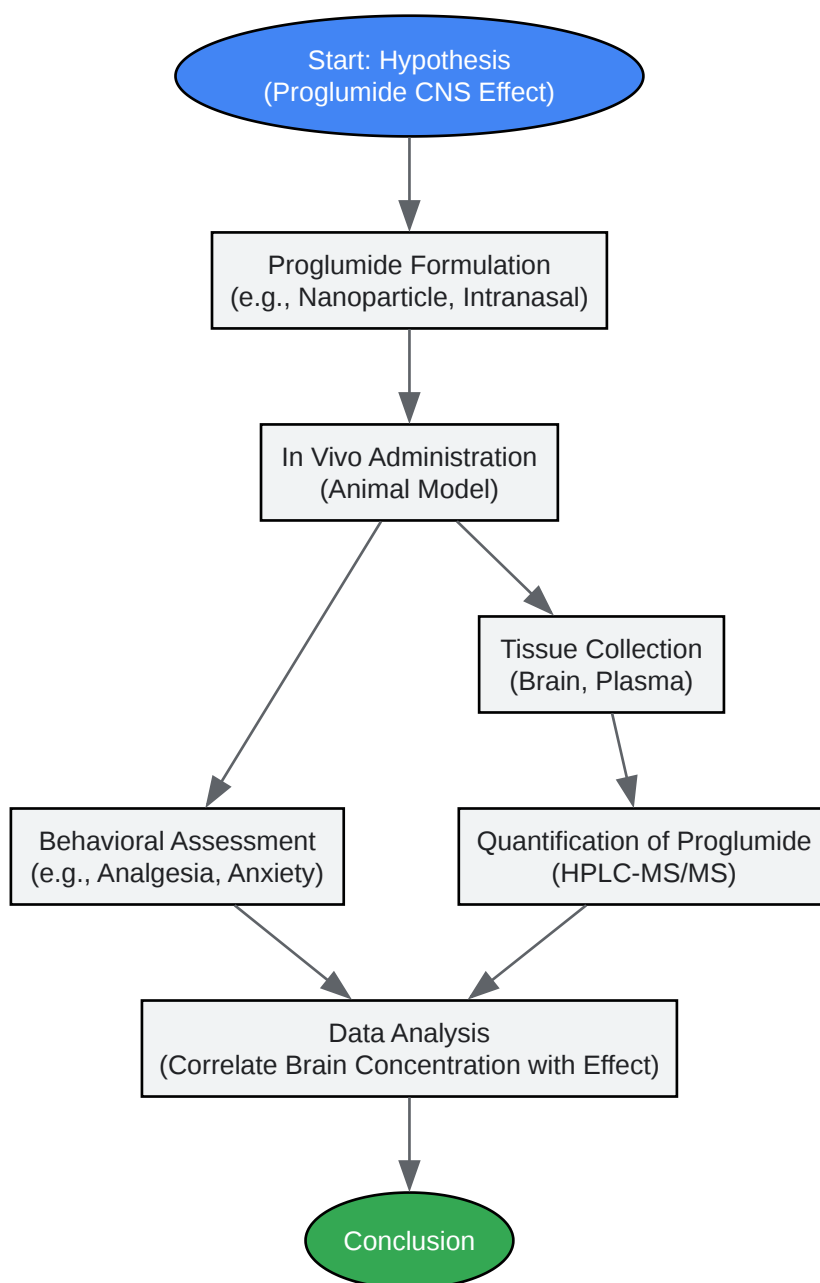 Start: Hypothesis
(Proglumide CNS Effect)
Proglumide Formulation
(e.g., Nanoparticle, Intranasal)
In Vivo Administration
(Animal Model)
Tissue Collection
(Brain, Plasma)
Behavioral Assessment
(e.g., Analgesia, Anxiety)
Quantification of Proglumide
(HPLC-MS/MS)
Data Analysis
(Correlate Brain Concentration with Effect)
Conclusion